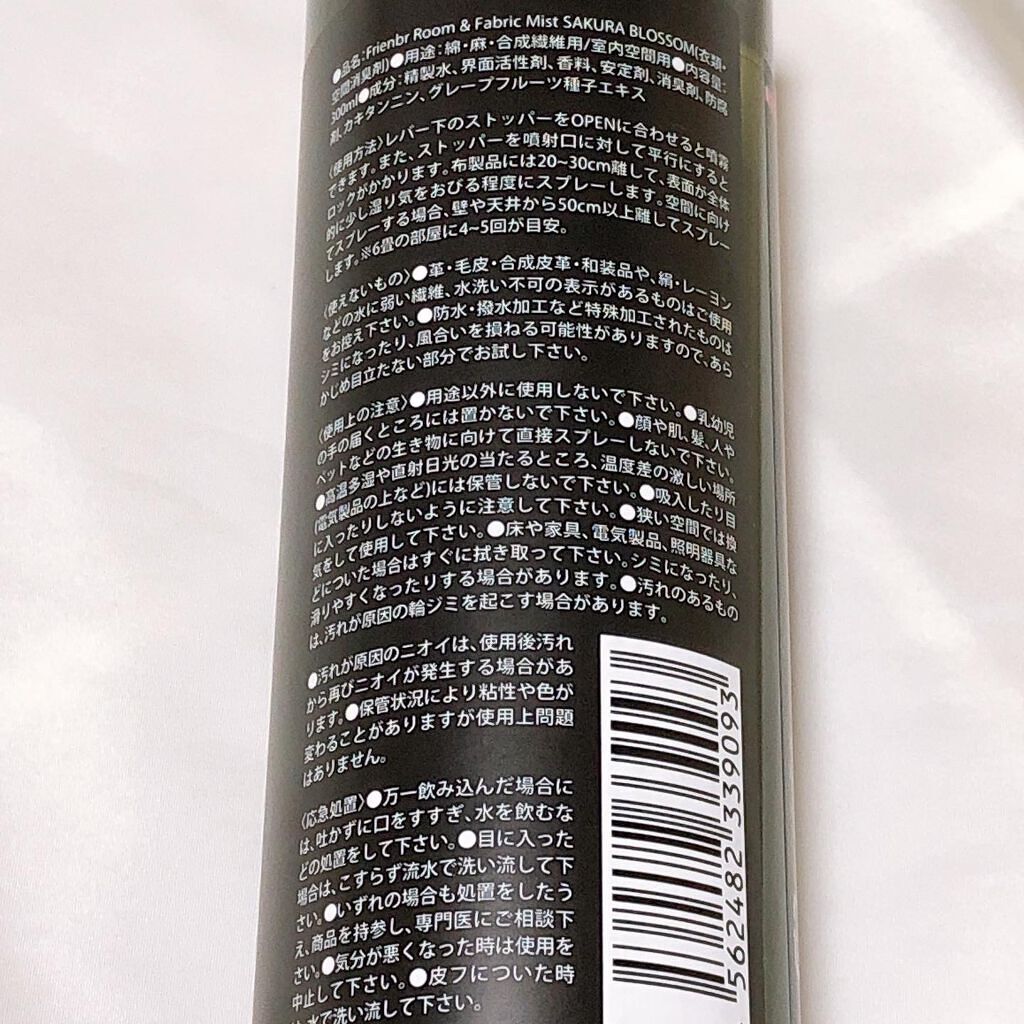 ●品名:Frienbr Room & Fabric Mist SAKURA BLOSSOM(衣類・
空間消臭剤)●用途:綿・麻・合成繊維用/室内空間用●内容量:
300ml●成分:精製水、界面活性剤、香料、安定剤、消臭剤、防腐
剤、カキタンニン、グレープフルーツ種子エキス
〈使用方法〉レバー下のストッパーをOPENに合わせると噴霧
できます。また、ストッパーを噴射口に対して平行にすると
ロックがかかります。布製品には20~30cm離して、表面が全体
的に少し湿り気をおびる程度にスプレーします。空間に向け
てスプレーする場合、壁や天井から50cm以上離してスプレー
します。※6畳の部屋に4~5回が目安。
〈使えないもの〉●革・毛皮・合成皮革・和装品や、絹・レーヨン
などの水に弱い繊維、水洗い不可の表示があるものはご使用
をお控え下さい。●防水・撥水加工など特殊加工されたものは
シミになったり、風合いを損ねる可能性がありますので、あら
かじめ目立たない部分でお試し下さい。
〈使用上の注意〉●用途以外に使用しないで下さい。●乳幼児
の手の届くところには置かないで下さい。●顔や肌、髪、人や
ペットなどの生き物に向けて直接スプレーしないで下さい。
●高温多湿や直射日光の当たるところ、温度差の激しい場所
(電気製品の上など)には保管しないで下さい。●吸入したり目
に入ったりしないように注意して下さい。●狭い空間では換
気をして使用して下さい。●床や家具、電気製品、照明器具な
どについた場合はすぐに拭き取って下さい。シミになったり、
滑りやすくなったりする場合があります。●汚れのあるもの
は、汚れが原因の輪ジミを起こす場合があります。
●汚れが原因のニオイは、使用後汚れ
から再びニオイが発生する場合があ
ります。●保管状況により粘性や色が
変わることがありますが使用上問題
はありません。
〈応急処置〉●万一飲み込んだ場合に
は、吐かずに口をすすぎ、水を飲むな
どの処置をして下さい。●目に入った
場合は、こすらず流水で洗い流して下
さい。●いずれの場合も処置をしたう
え、商品を持参し、専門医にご相談下
さい。●気分が悪くなった時は使用を
中止して下さい。●皮フについた時
は、水で洗い流して下さい。
562482 339093